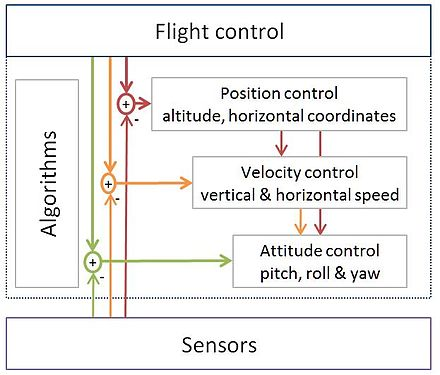 Flight control
Algorithms
+
-
Position control
altitude, horizontal coordinates
+
-
Velocity control
vertical & horizontal speed
+
-
Attitude control
pitch, roll & yaw
Sensors